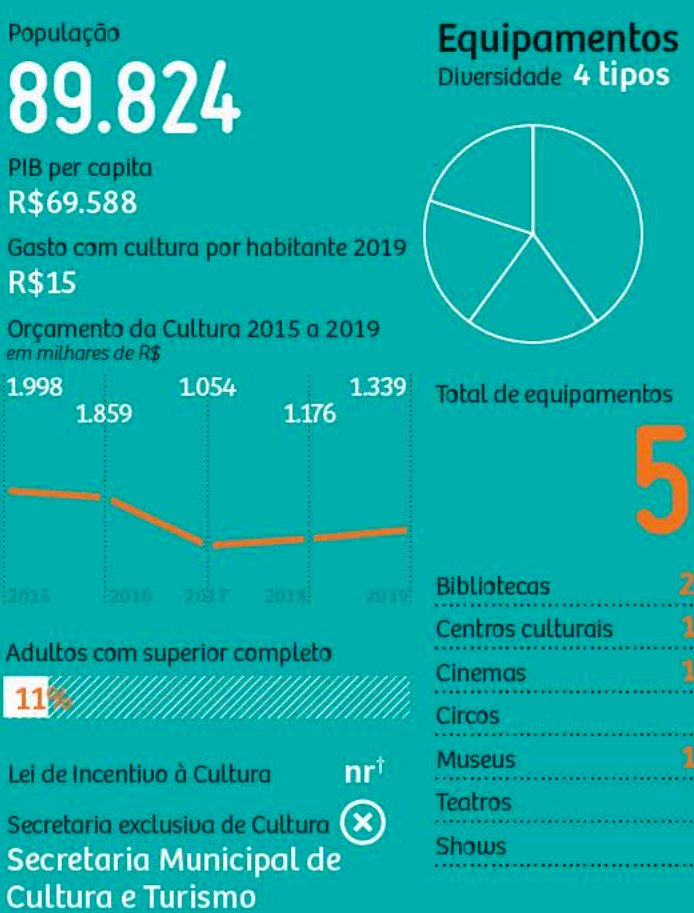 População
89.824
PIB per capita
R$69.588
Gasto com cultura por habitante 2019
R$15
Orçamento da Cultura 2015 a 2019
em milhares de R$
1.998
1.859
1.054
1.176
1.339
2015
2016
2017
2018
2019
Adultos com superior completo
11%
Lei de Incentivo à Cultura nr†
Secretaria exclusiva de Cultura
Secretaria Municipal de
Cultura e Turismo
Equipamentos
Diversidade 4 tipos
Total de equipamentos
5
Bibliotecas 2
Centros culturais 1
Cinemas 1
Circos
Museus 1
Teatros
Shows